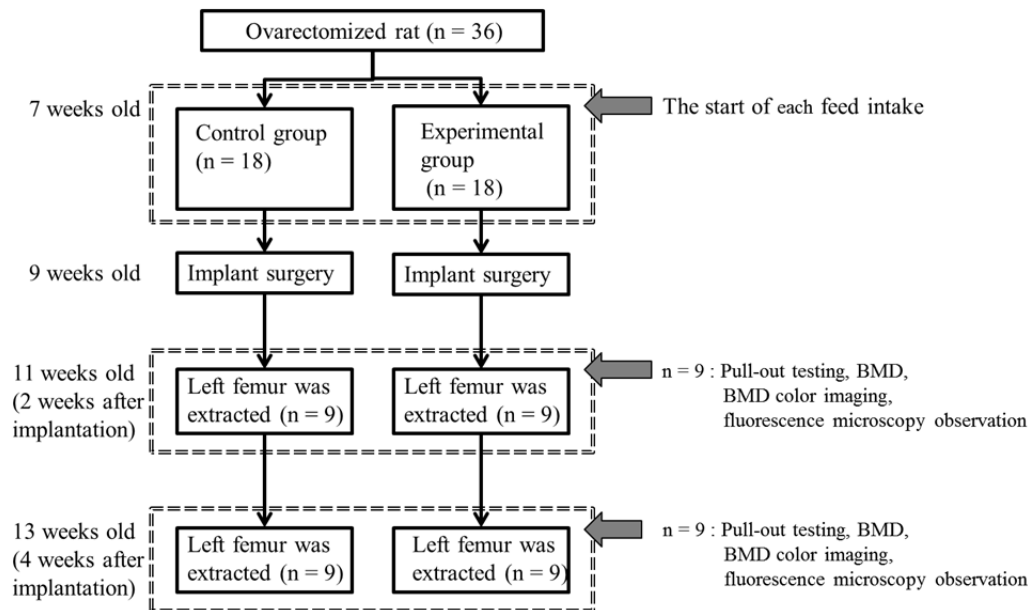 Ovarectomized rat (n = 36)
7 weeks old
Control group
(n = 18)
Experimental
group
(n = 18)
The start of each feed intake
9 weeks old
Implant surgery
Implant surgery
11 weeks old
(2 weeks after
implantation)
Left femur was
extracted (n = 9)
Left femur was
extracted (n = 9)
n = 9 : Pull-out testing, BMD,
BMD color imaging,
fluorescence microscopy observation
13 weeks old
(4 weeks after
implantation)
Left femur was
extracted (n = 9)
Left femur was
extracted (n = 9)
n = 9 : Pull-out testing, BMD,
BMD color imaging,
fluorescence microscopy observation